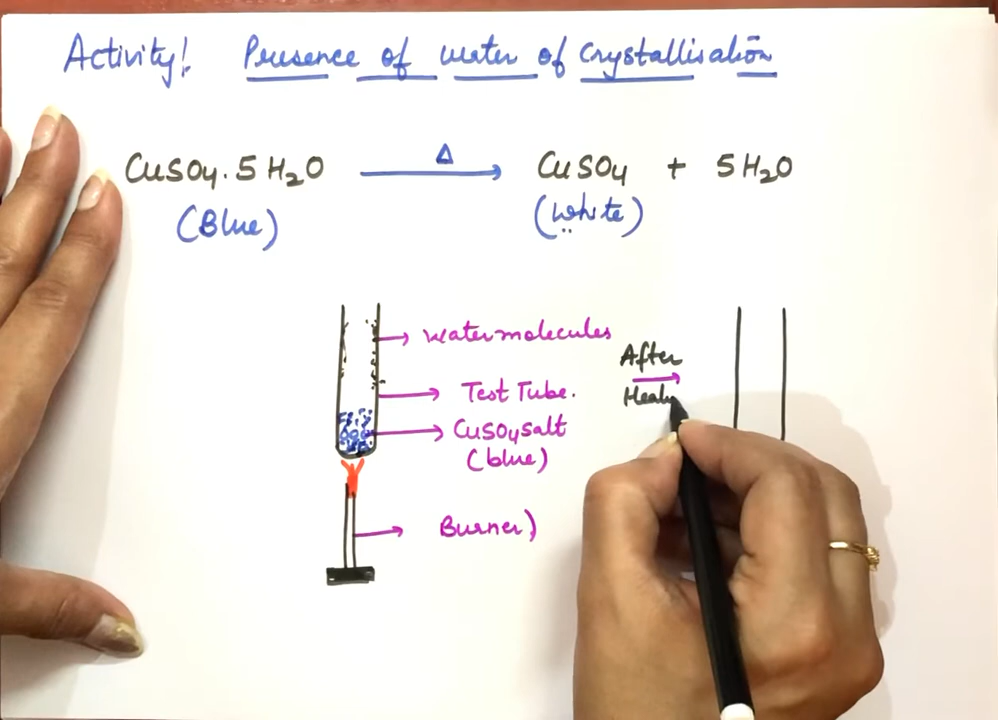 Activity! Presence of water of Crystallisation
Δ
CuSO4. 5 H2O → CuSO4 + 5 H2O
(Blue) (White)
Water molecules
Test Tube.
CuSO4 salt
(blue)
Burner)
After